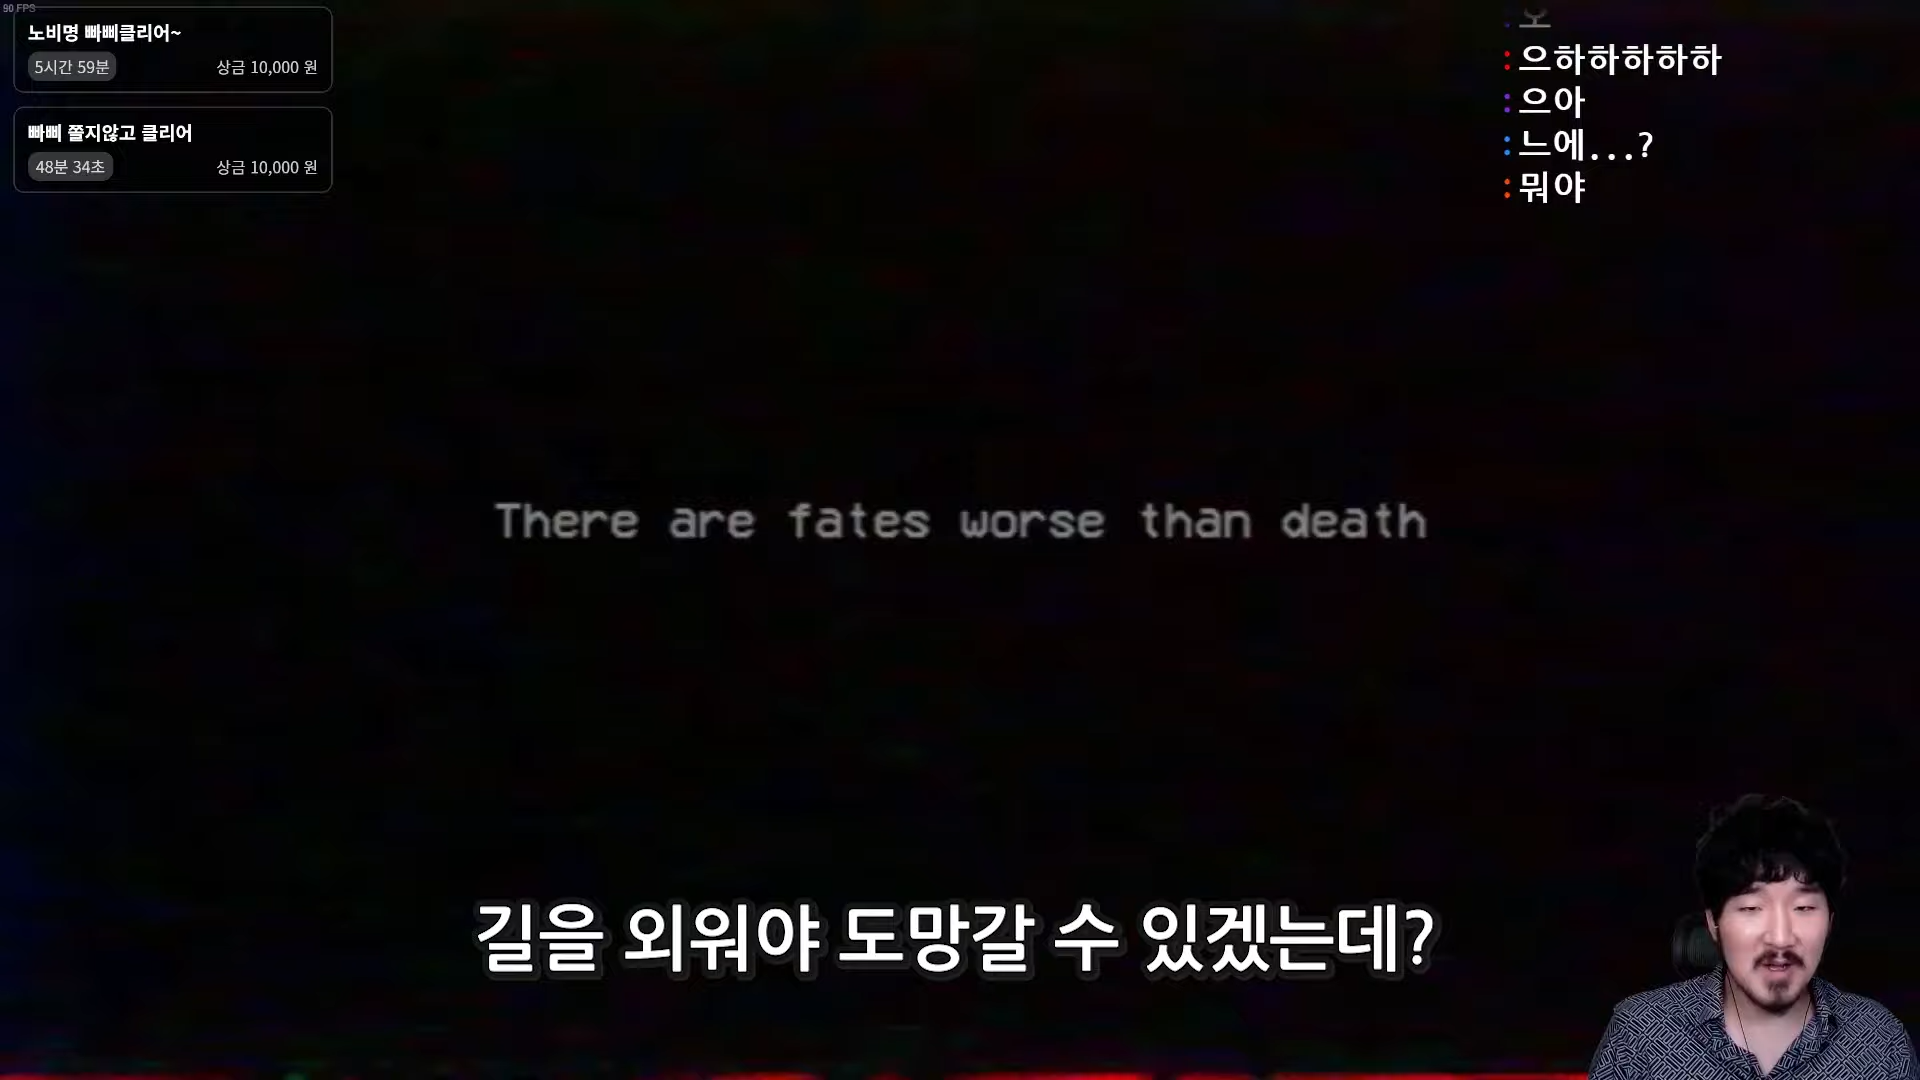 90 FPS
노비명 빠삐클리어~
5시간 59분
상금 10,000 원
빠삐 쫄지않고 클리어
48분 34초
상금 10,000 원
오
: 으하하하하하
: 으아
: 느에...?
: 뭐야
There are fates worse than death
길을 외워야 도망갈 수 있겠는데?